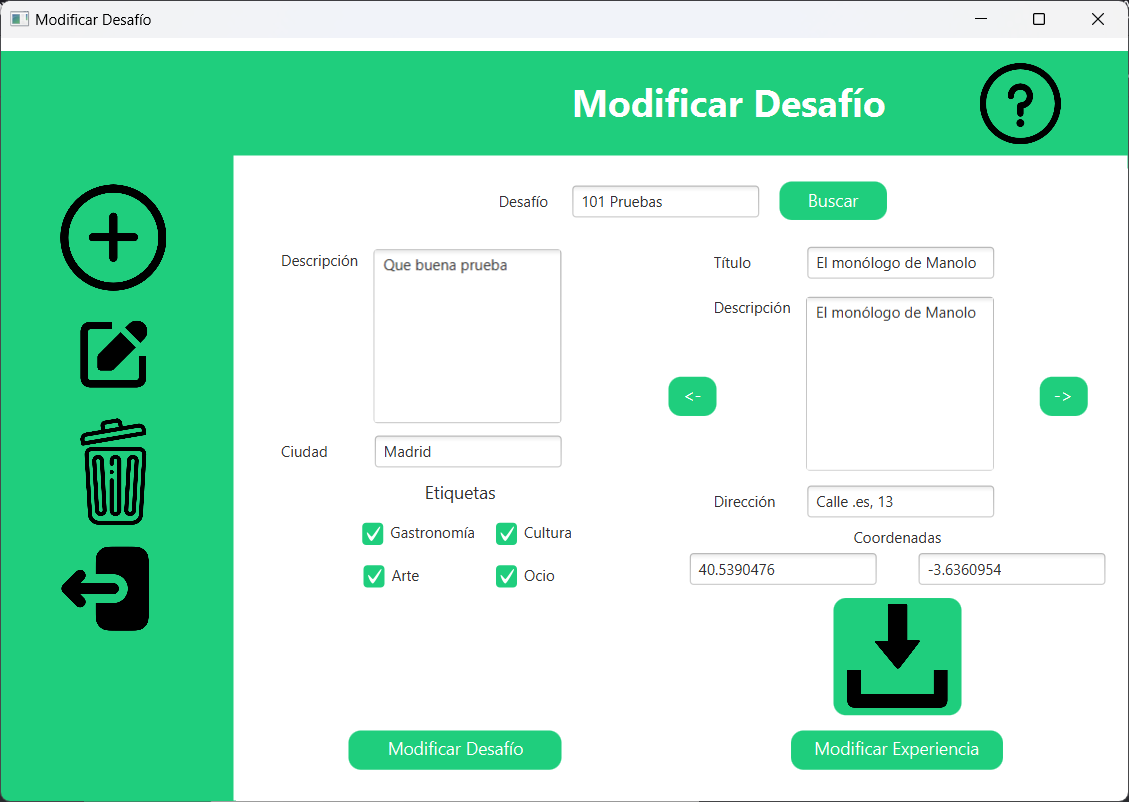 Modificar Desafío
Modificar Desafío
?
Desafío 101 Pruebas Buscar
Descripción Que buena prueba
Ciudad Madrid
Etiquetas
Gastronomía Cultura
Arte Ocio
Modificar Desafío
Título El monólogo de Manolo
Descripción El monólogo de Manolo
<- ->
Dirección Calle .es, 13
Coordenadas
40.5390476 -3.6360954
Modificar Experiencia